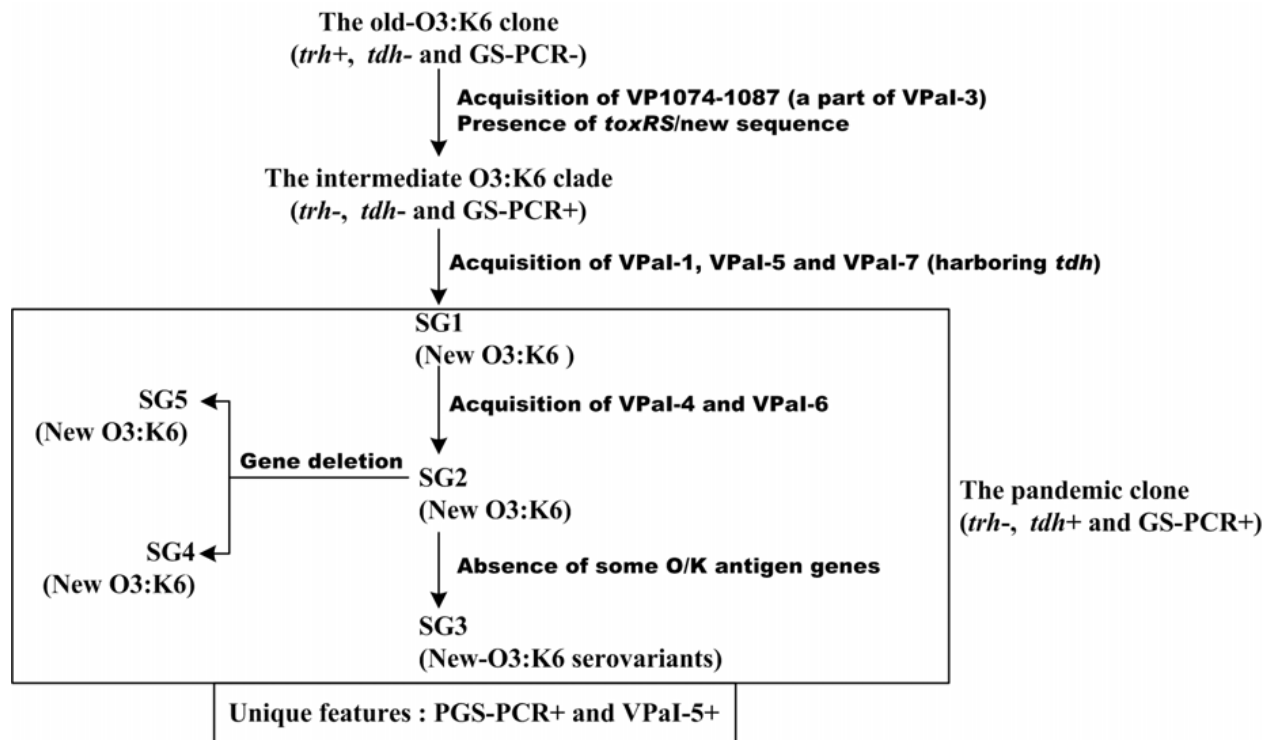 The old-O3:K6 clone
(trh+, tdh- and GS-PCR-)
Acquisition of VP1074-1087 (a part of VPaI-3)
Presence of toxRS/new sequence
The intermediate O3:K6 clade
(trh-, tdh- and GS-PCR+)
Acquisition of VPaI-1, VPaI-5 and VPaI-7 (harboring tdh)
SG1
(New O3:K6 )
Acquisition of VPaI-4 and VPaI-6
SG5
(New O3:K6)
Gene deletion
SG2
(New O3:K6)
The pandemic clone
(trh-, tdh+ and GS-PCR+)
SG4
(New O3:K6)
Absence of some O/K antigen genes
SG3
(New-O3:K6 serovariants)
Unique features : PGS-PCR+ and VPaI-5+